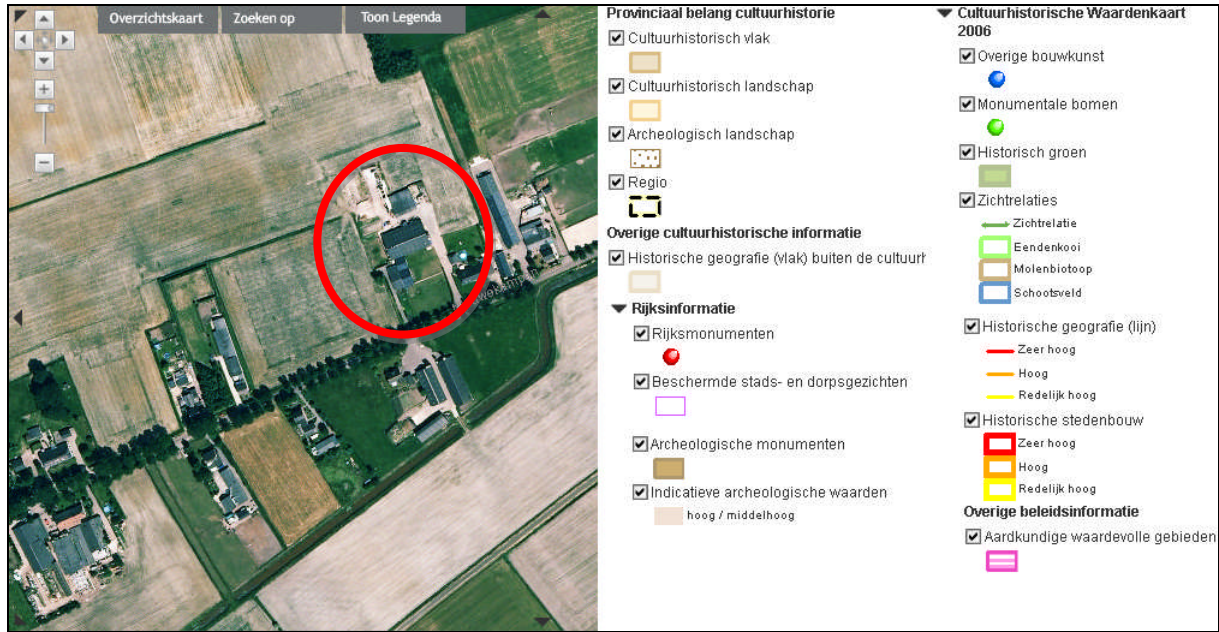 Overzichtskaart
Zoeken op
Toon Legenda
Provinciaal belang cultuurhistorie
Cultuurhistorisch vlak
Cultuurhistorisch landschap
Archeologisch landschap
Regio
Overige cultuurhistorische informatie
Historische geografie (vlak) buiten de cultuurh
Rijksinformatie
Rijksmonumenten
Beschermde stads- en dorpsgezichten
Archeologische monumenten
Indicatieve archeologische waarden
hoog / middelhoog
Cultuurhistorische Waardenkaart
2006
Overige bouwkunst
Monumentale bomen
Historisch groen
Zichtrelaties
Zichtrelatie
Eendenkooi
Molenbiotoop
Schootsveld
Historische geografie (lijn)
Zeer hoog
Hoog
Redelijk hoog
Historische stedenbouw
Zeer hoog
Hoog
Redelijk hoog
Overige beleidsinformatie
Aardkundige waardevolle gebieden